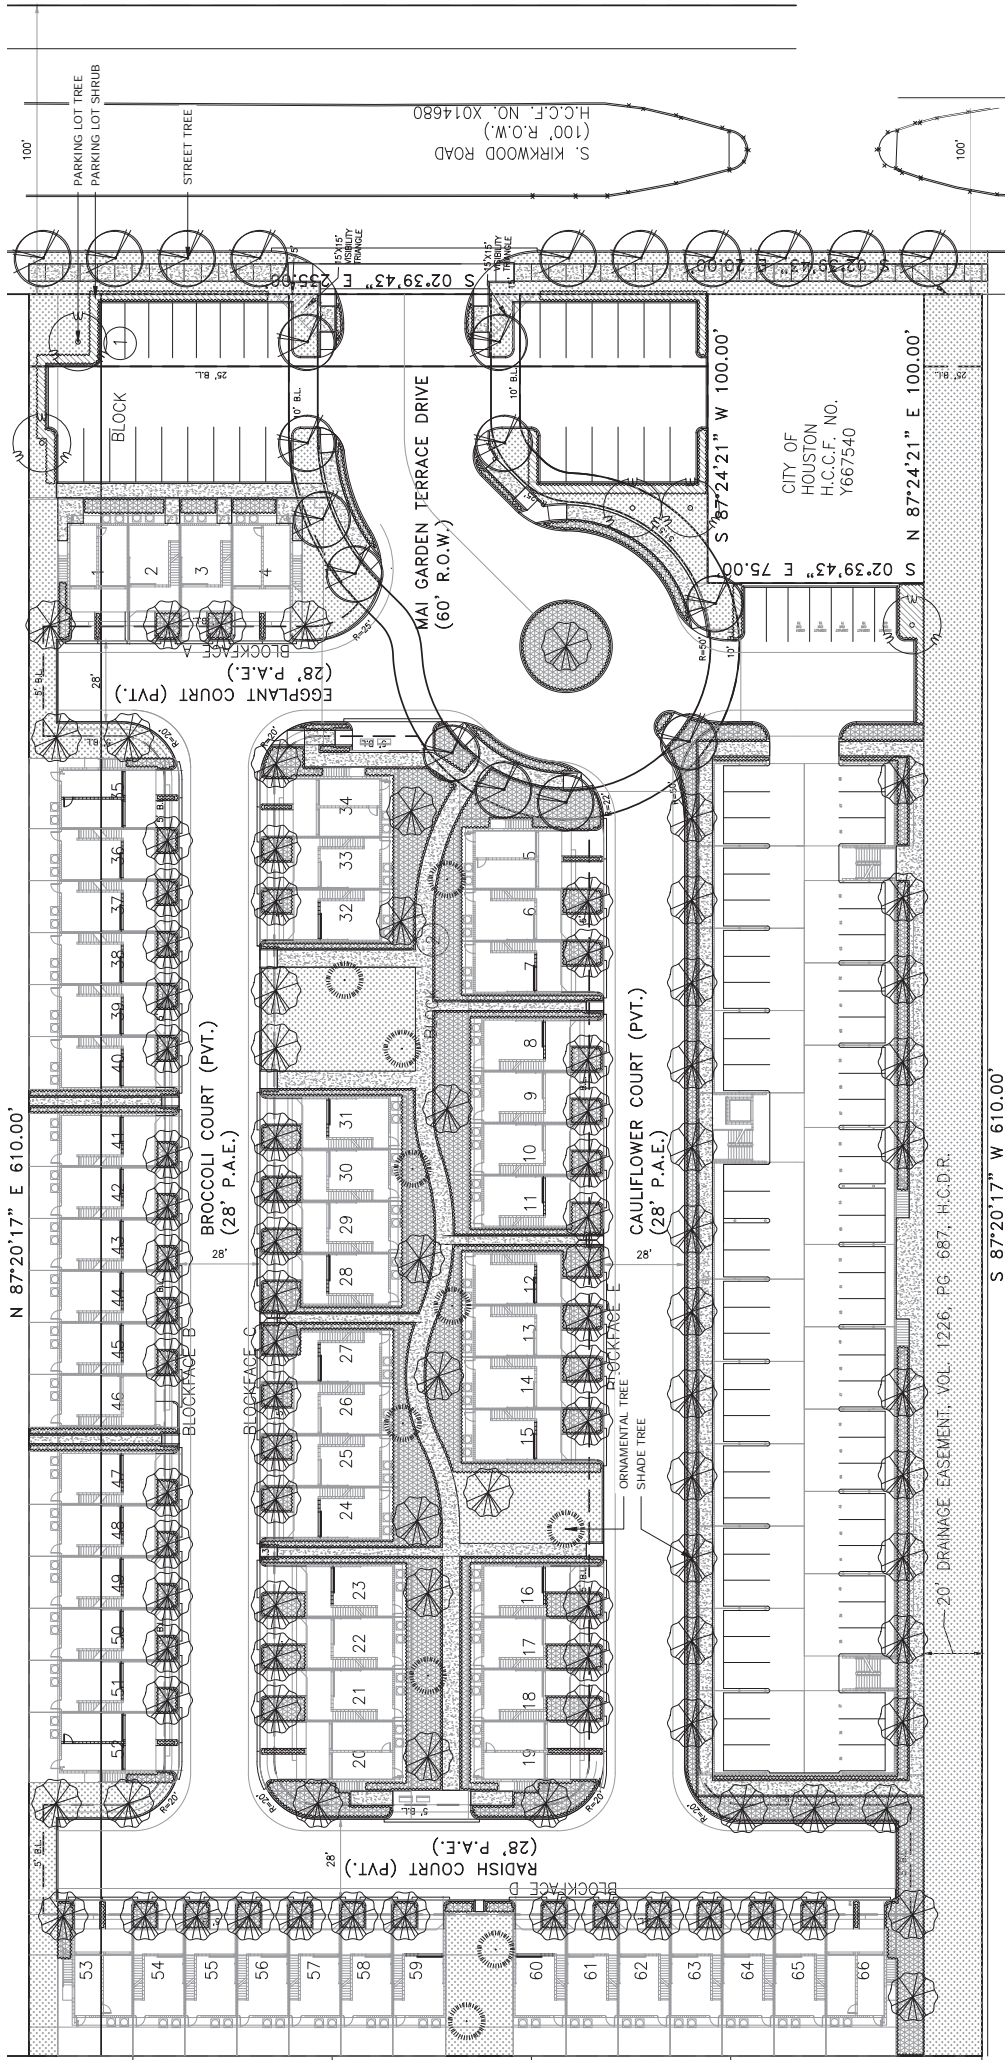 100'
PARKING LOT TREE
PARKING LOT SHRUB
STREET TREE
S. KIRKWOOD ROAD
(100' R.O.W.)
H.C.C.F. NO. X014680
100'
15'X15'
VISIBILITY
TRIANGLE
15'X15'
VISIBILITY
TRIANGLE
15'
S 02°39'43" E 235.00'
S 02°39'43" E 20.00'
1
BLOCK
25' B.L.
10' B.L.
10' B.L.
25' B.L.
MAI GARDEN TERRACE DRIVE
(60' R.O.W.)
S 87°24'21" W 100.00'
CITY OF
HOUSTON
H.C.C.F. NO.
Y667540
N 87°24'21" E 100.00'
S 02°39'43" E 75.00'
1
2
3
4
BLOCKFACE A
EGGPLANT COURT (PVT.)
(28' P.A.E.)
28'
5' B.L.
R=25'
R=50'
10'
R=20'
R=20'
5' B.L.
R=22'
35
36
37
38
39
40
41
42
43
44
45
46
47
48
49
50
51
52
34
33
32
31
30
29
28
27
26
25
24
23
22
21
20
5
6
7
8
9
10
11
12
13
14
15
16
17
18
19
N 87°20'17" E 610.00'
BROCCOLI COURT (PVT.)
(28' P.A.E.)
28'
BLOCKFACE B
BLOCKFACE C
CAULIFLOWER COURT (PVT.)
(28' P.A.E.)
28'
BLOCKFACE E
ORNAMENTAL TREE
SHADE TREE
20' DRAINAGE EASEMENT, VOL. 1226, PG. 687, H.C.D.R.
S 87°20'17" W 610.00'
R=20'
R=20'
5' B.L.
R=20'
R=20'
5' B.L.
28'
RADISH COURT (PVT.)
(28' P.A.E.)
BLOCKFACE D
53
54
55
56
57
58
59
60
61
62
63
64
65
66